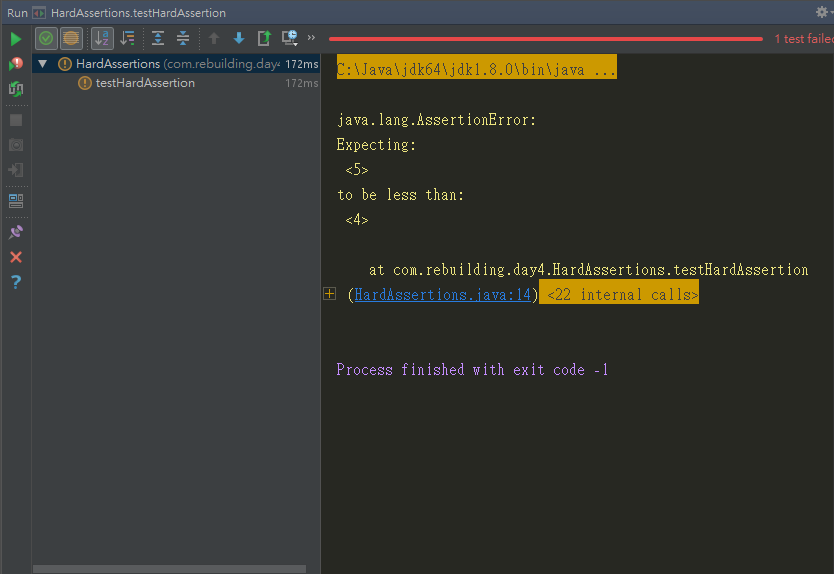 Run HardAssertions.testHardAssertion
1 test failed
HardAssertions (com.rebuilding.day4 172ms
testHardAssertion 172ms
C:\Java\jdk64\jdk1.8.0\bin\java ...
java.lang.AssertionError:
Expecting:
<5>
to be less than:
<4>
at com.rebuilding.day4.HardAssertions.testHardAssertion
(HardAssertions.java:14) <22 internal calls>
Process finished with exit code -1